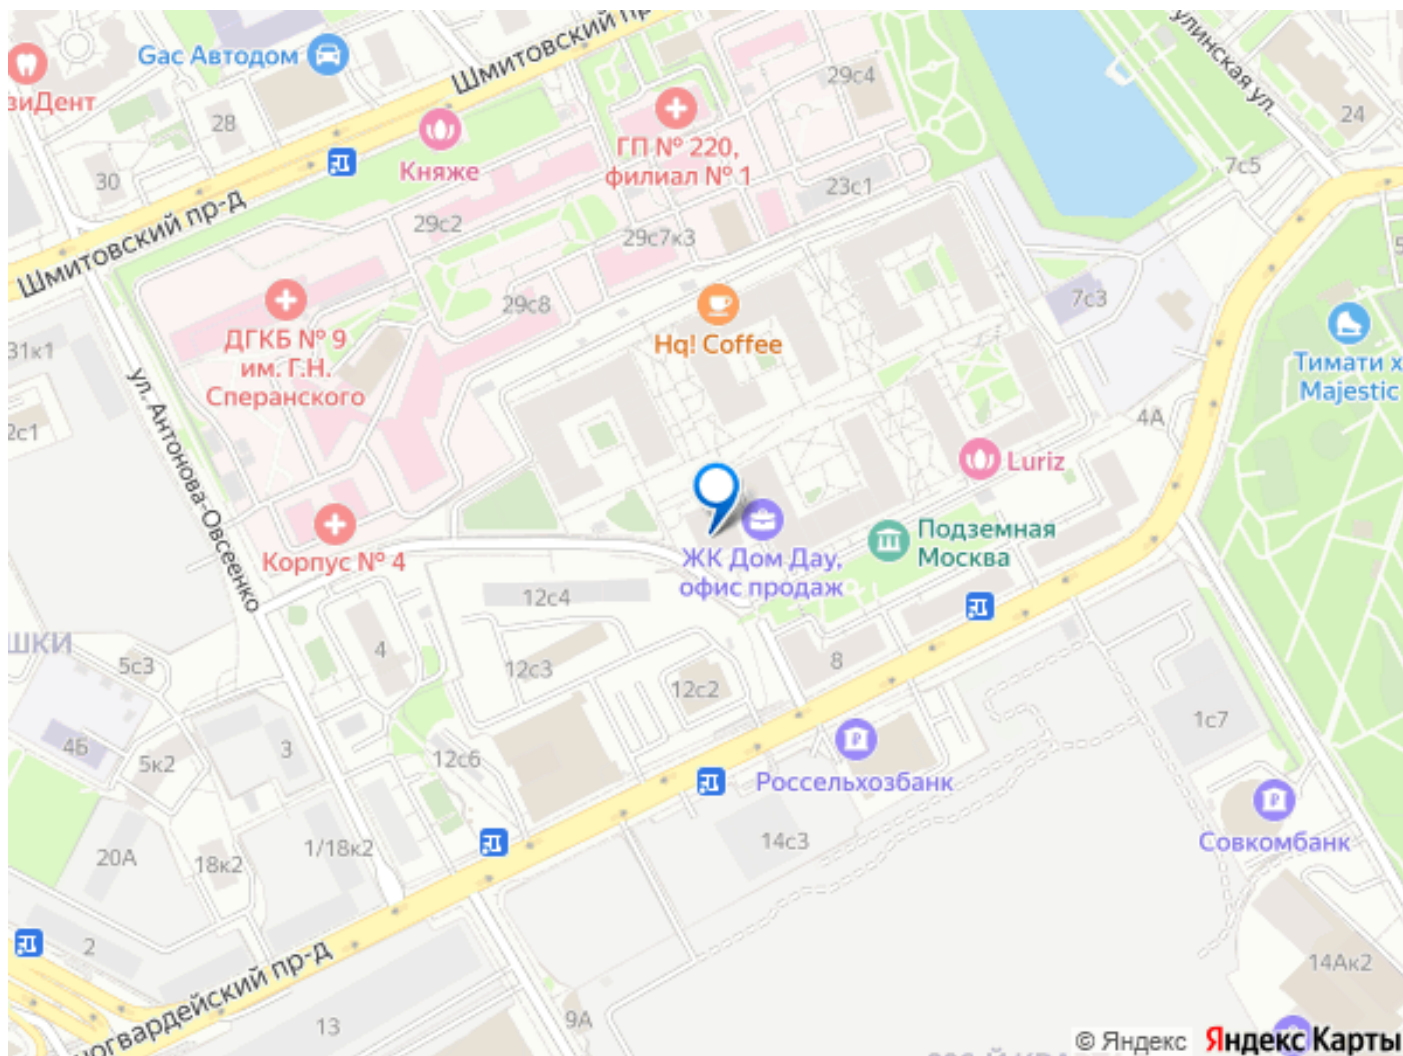 Gac Автодом
зиДент
28
30
Шмитовский пр-д
Шмитовский пр-д
Княже
29с4
ГП № 220,
филиал № 1
23с1
29с2
29с7к3
29с8
улинская ул.
24
7с5
7с3
Hq! Coffee
Тимати х
Majestic
ДГКБ № 9
им. Г.Н.
Сперанского
31к1
2с1
ул. Антонова-Овсеенко
4А
Luriz
Корпус № 4
Подземная
Москва
ЖК Дом Дау,
офис продаж
12с4
ШКИ
5с3
4
12с3
12с2
8
1с7
4Б
5к2
3
12с6
Россельхозбанк
Совкомбанк
20А
18к2
1/18к2
14с3
2
ногвардейский пр-д
13
9А
14Ак2
© Яндекс
Яндекс Карты